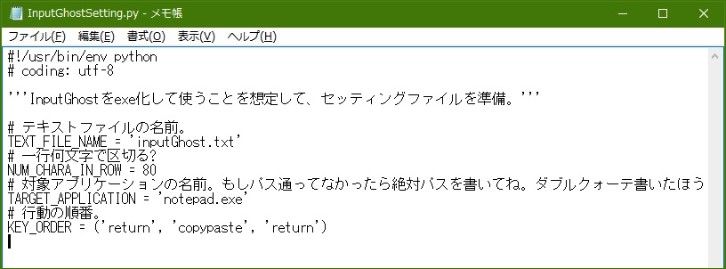 InputGhostSetting.py - メモ帳
ファイル(F) 編集(E) 書式(O) 表示(V) ヘルプ(H)
#!/usr/bin/env python
# coding: utf-8
'''InputGhostをexe化して使うことを想定して、セッティングファイルを準備。'''
# テキストファイルの名前。
TEXT_FILE_NAME = 'inputGhost.txt'
# 一行何文字で区切る?
NUM_CHARA_IN_ROW = 80
# 対象アプリケーションの名前。もしパス通ってなかったら絶対パスを書いてね。ダブルクォーテ書いたほう
TARGET_APPLICATION = 'notepad.exe'
# 行動の順番。
KEY_ORDER = ('return', 'copypaste', 'return')